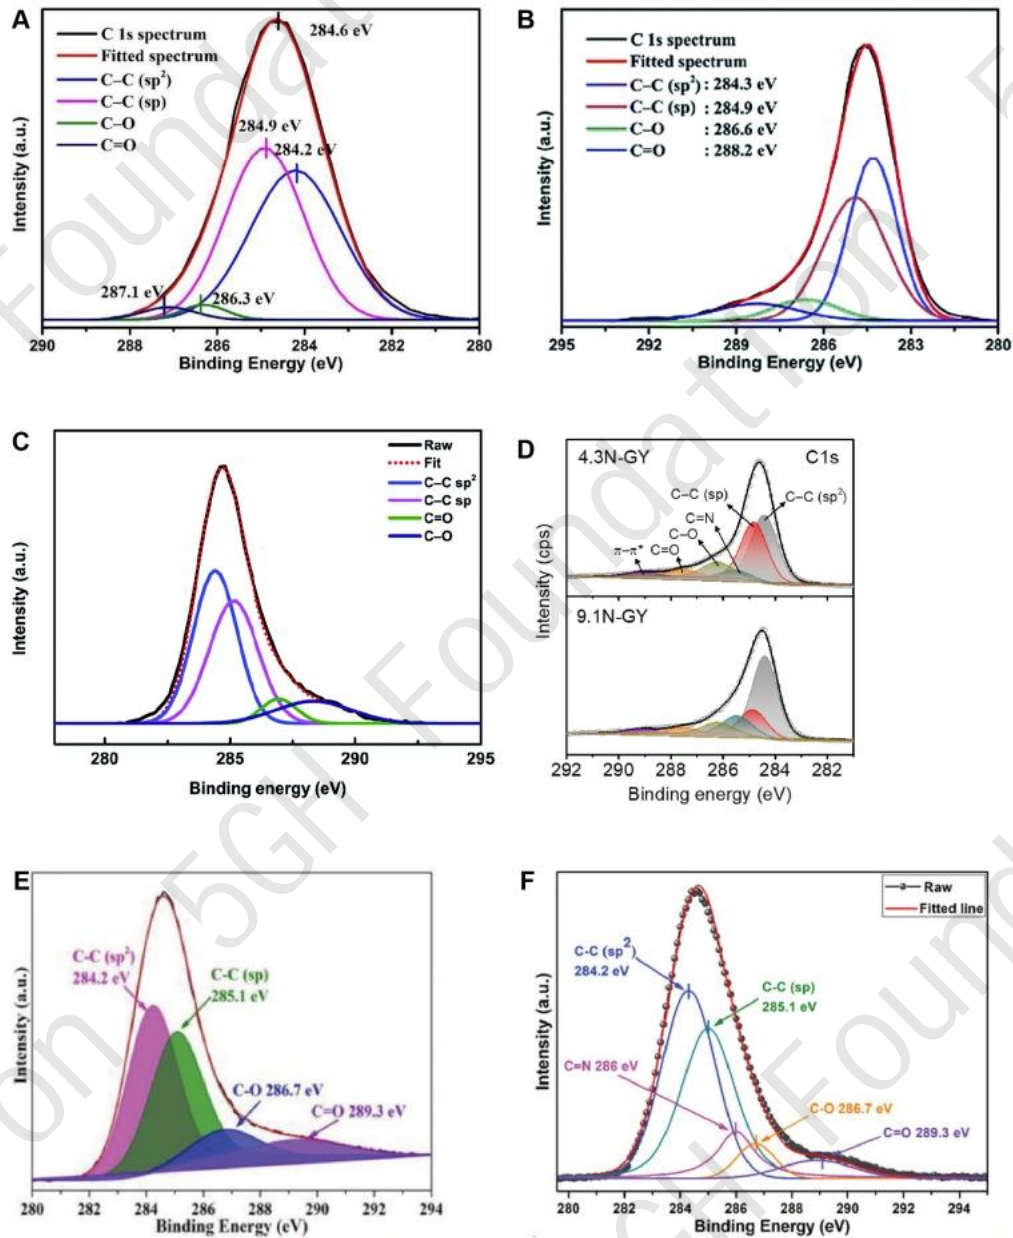 A
C 1s spectrum
Fitted spectrum
C–C (sp²)
C–C (sp)
C–O
C=O
284.6 eV
284.9 eV
284.2 eV
287.1 eV
286.3 eV
Intensity (a.u.)
290 288 286 284 282 280
Binding Energy (eV)
B
C 1s spectrum
Fitted spectrum
C–C (sp²) : 284.3 eV
C–C (sp) : 284.9 eV
C–O : 286.6 eV
C=O : 288.2 eV
Intensity (a.u.)
295 292 289 286 283 280
Binding Energy (eV)
C
Raw
Fit
C–C sp²
C–C sp
C=O
C–O
Intensity (a.u.)
280 285 290 295
Binding energy (eV)
D
4.3N-GY C1s
C–C (sp)
C–C (sp²)
C=N
C–O
π–π* C=O
9.1N-GY
Intensity (cps)
292 290 288 286 284 282
Binding energy (eV)
E
C-C (sp²)
284.2 eV
C-C (sp)
285.1 eV
C-O 286.7 eV
C=O 289.3 eV
Intensity (a.u.)
280 282 284 286 288 290 292 294
Binding Energy (eV)
F
Raw
Fitted line
C-C (sp²)
284.2 eV
C-C (sp)
285.1 eV
C=N 286 eV
C-O 286.7 eV
C=O 289.3 eV
Intensity (a.u.)
280 282 284 286 288 290 292 294
Binding Energy (eV)
5GH Foundation